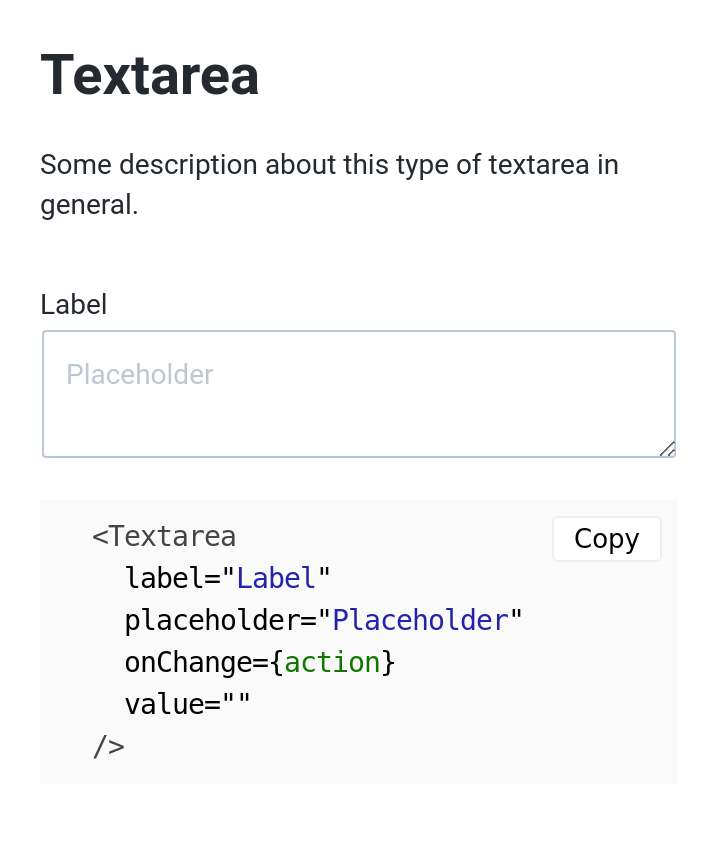 Textarea
Some description about this type of textarea in
general.
Label
Placeholder
<Textarea
Copy
label="Label"
placeholder="Placeholder"
onChange={action}
value=""
/>